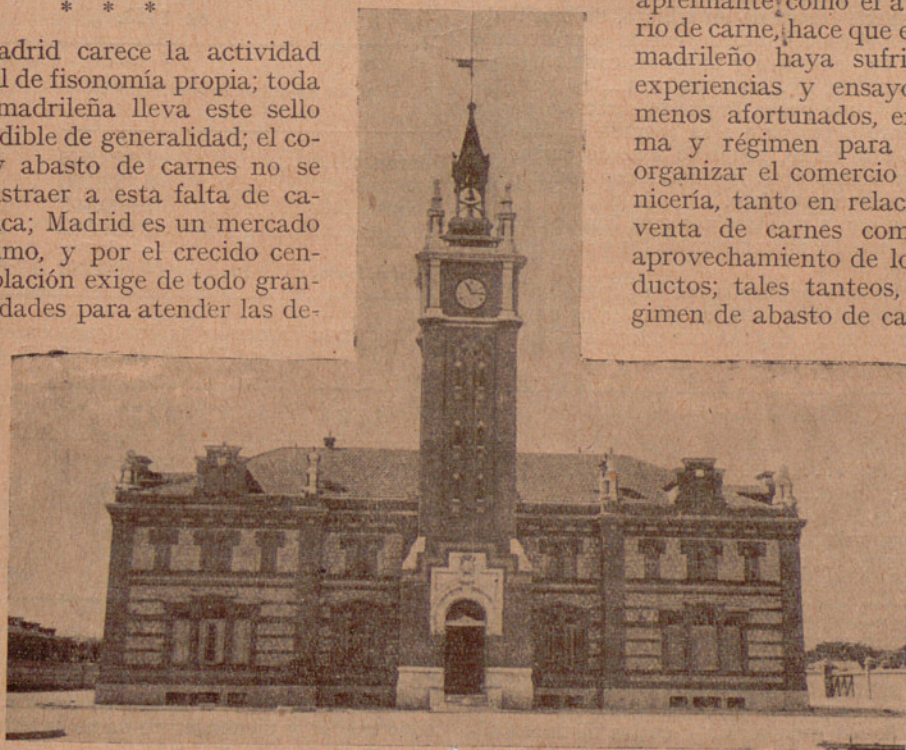 * * *
adrid carece la actividad
l de fisonomía propia; toda
madrileña lleva este sello
dible de generalidad; el co-
y abasto de carnes no se
straer a esta falta de ca-
ca; Madrid es un mercado
mo, y por el crecido cen-
lación exige de todo gran-
dades para atender las de-
apremiante, como el a
rio de carne, hace que e
madrileño haya sufri
experiencias y ensayo
menos afortunados, e
ma y régimen para
organizar el comercio
nicería, tanto en relac
venta de carnes com
aprovechamiento de lo
ductos; tales tanteos,
gimen de abasto de ca